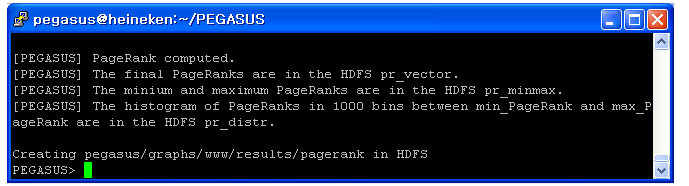 pegasus@heineken:~/PEGASUS
[PEGASUS] PageRank computed.
[PEGASUS] The final PageRanks are in the HDFS pr_vector.
[PEGASUS] The minium and maximum PageRanks are in the HDFS pr_minmax.
[PEGASUS] The histogram of PageRanks in 1000 bins between min_PageRank and max_P
ageRank are in the HDFS pr_distr.
Creating pegasus/graphs/www/results/pagerank in HDFS
PEGASUS>